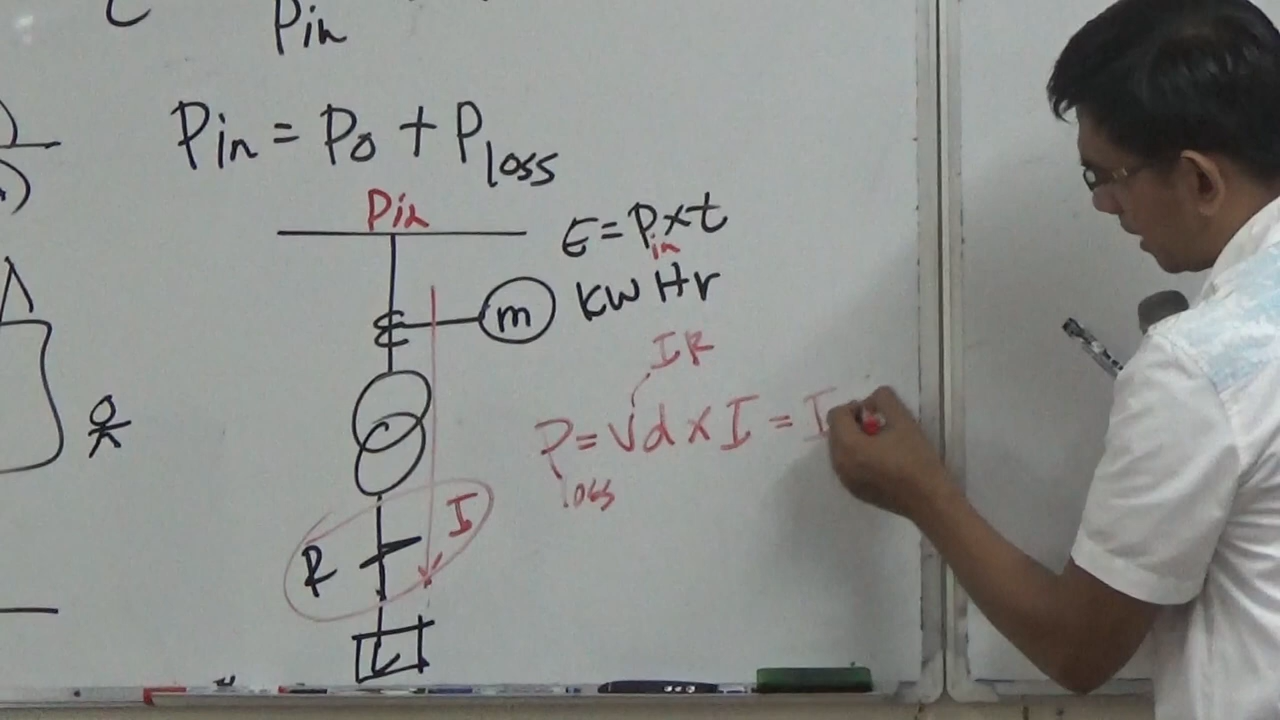 Pin
Pin = Po + Ploss
Pin
E = Pin x t
m
KW Hr
IR
Ploss = Vd x I = I
I
R
L